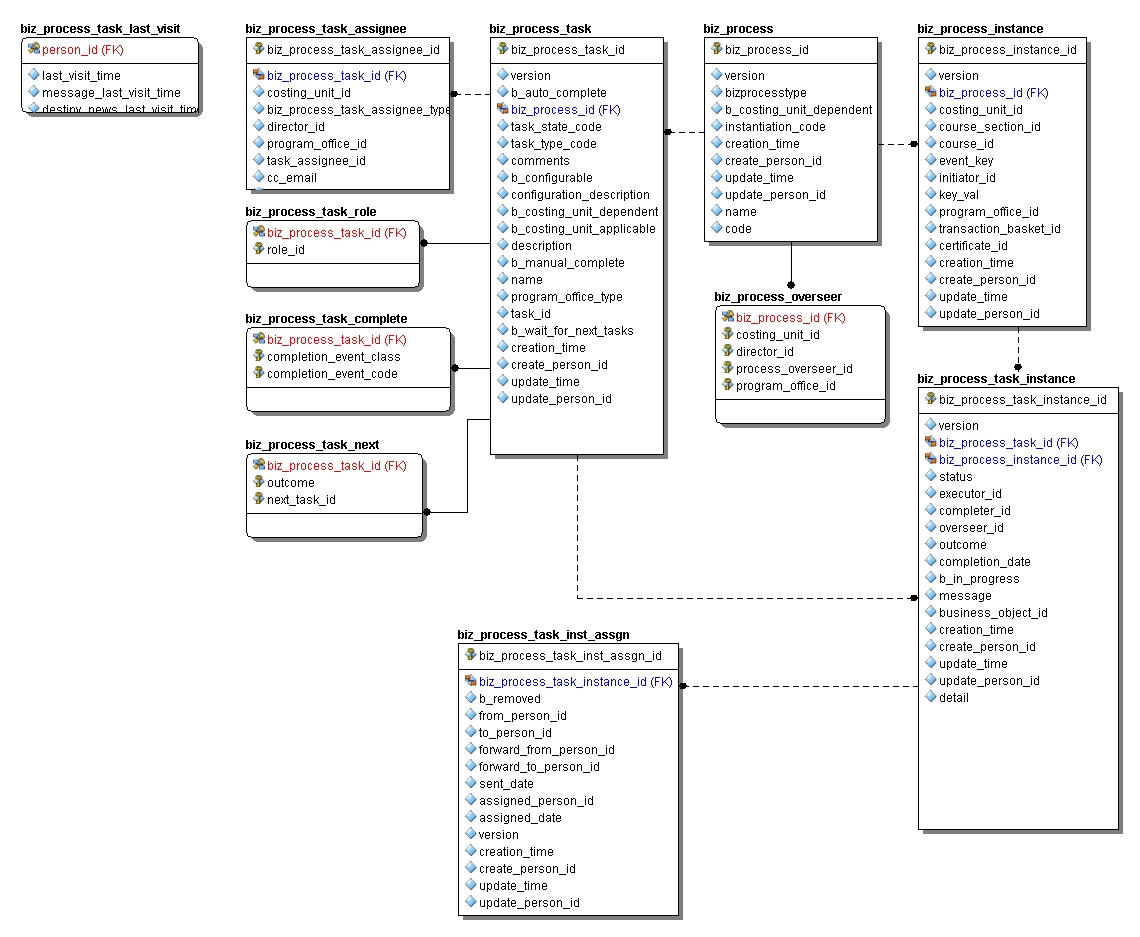 biz_process_task_last_visit
person_id (FK)
last_visit_time
message_last_visit_time
destiny_news_last_visit_time
biz_process_task_assignee
biz_process_task_assignee_id
biz_process_task_id (FK)
costing_unit_id
biz_process_task_assignee_type
director_id
program_office_id
task_assignee_id
cc_email
biz_process_task_role
biz_process_task_id (FK)
role_id
biz_process_task_complete
biz_process_task_id (FK)
completion_event_class
completion_event_code
biz_process_task_next
biz_process_task_id (FK)
outcome
next_task_id
biz_process_task
biz_process_task_id
version
b_auto_complete
biz_process_id (FK)
task_state_code
task_type_code
comments
b_configurable
configuration_description
b_costing_unit_dependent
b_costing_unit_applicable
description
b_manual_complete
name
program_office_type
task_id
b_wait_for_next_tasks
creation_time
create_person_id
update_time
update_person_id
biz_process
biz_process_id
version
bizprocesstype
b_costing_unit_dependent
instantiation_code
creation_time
create_person_id
update_time
update_person_id
name
code
biz_process_overseer
biz_process_id (FK)
costing_unit_id
director_id
process_overseer_id
program_office_id
biz_process_instance
biz_process_instance_id
version
biz_process_id (FK)
costing_unit_id
course_section_id
course_id
event_key
initiator_id
key_val
program_office_id
transaction_basket_id
certificate_id
creation_time
create_person_id
update_time
update_person_id
biz_process_task_instance
biz_process_task_instance_id
version
biz_process_task_id (FK)
biz_process_instance_id (FK)
status
executor_id
completer_id
overseer_id
outcome
completion_date
b_in_progress
message
business_object_id
creation_time
create_person_id
update_time
update_person_id
detail
biz_process_task_inst_assgn
biz_process_task_inst_assgn_id
biz_process_task_instance_id (FK)
b_removed
from_person_id
to_person_id
forward_from_person_id
forward_to_person_id
sent_date
assigned_person_id
assigned_date
version
creation_time
create_person_id
update_time
update_person_id